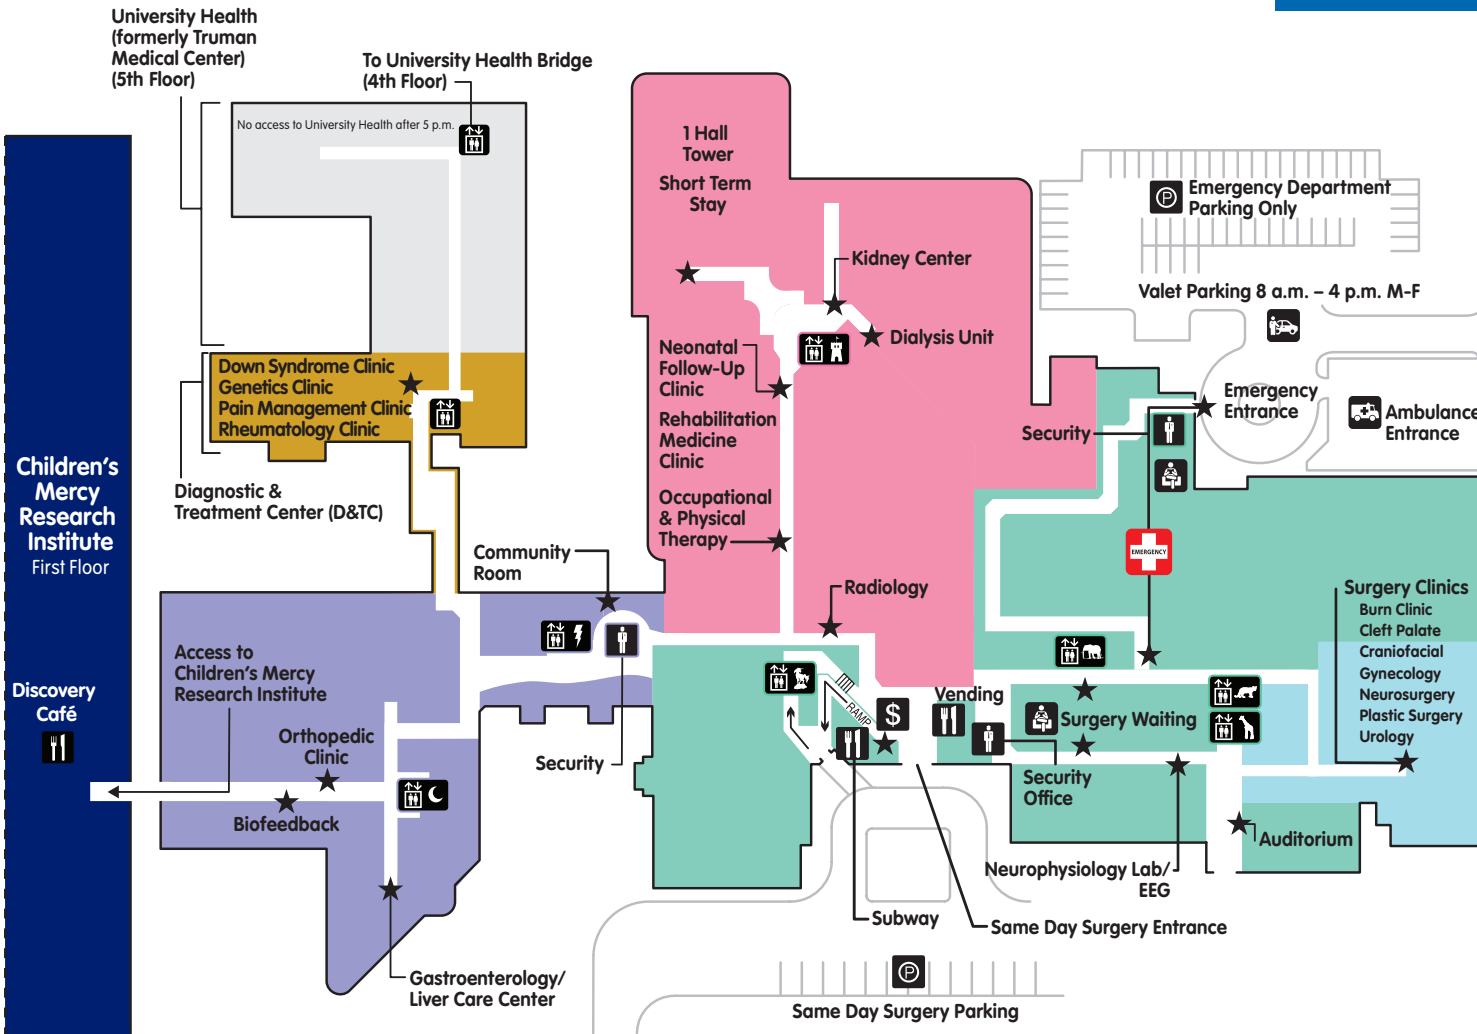 University Health
(formerly Truman
Medical Center)
(5th Floor)
To University Health Bridge
(4th Floor)
No access to University Health after 5 p.m.
1 Hall
Tower
Short Term
Stay
Emergency Department
Parking Only
Kidney Center
Valet Parking 8 a.m. – 4 p.m. M-F
Dialysis Unit
Neonatal
Follow-Up
Clinic
Down Syndrome Clinic
Genetics Clinic
Pain Management Clinic
Rheumatology Clinic
Emergency
Entrance
Ambulance
Entrance
Security
Rehabilitation
Medicine
Clinic
Children's
Mercy
Research
Institute
First Floor
Diagnostic &
Treatment Center (D&TC)
Occupational
& Physical
Therapy
EMERGENCY
Community
Room
Radiology
Surgery Clinics
Burn Clinic
Cleft Palate
Craniofacial
Gynecology
Neurosurgery
Plastic Surgery
Urology
Access to
Children's Mercy
Research Institute
Discovery
Café
Vending
RAMP
$
Surgery Waiting
Orthopedic
Clinic
Security
Security
Office
Biofeedback
Auditorium
Neurophysiology Lab/
EEG
Subway
Same Day Surgery Entrance
Gastroenterology/
Liver Care Center
P
P
Same Day Surgery Parking